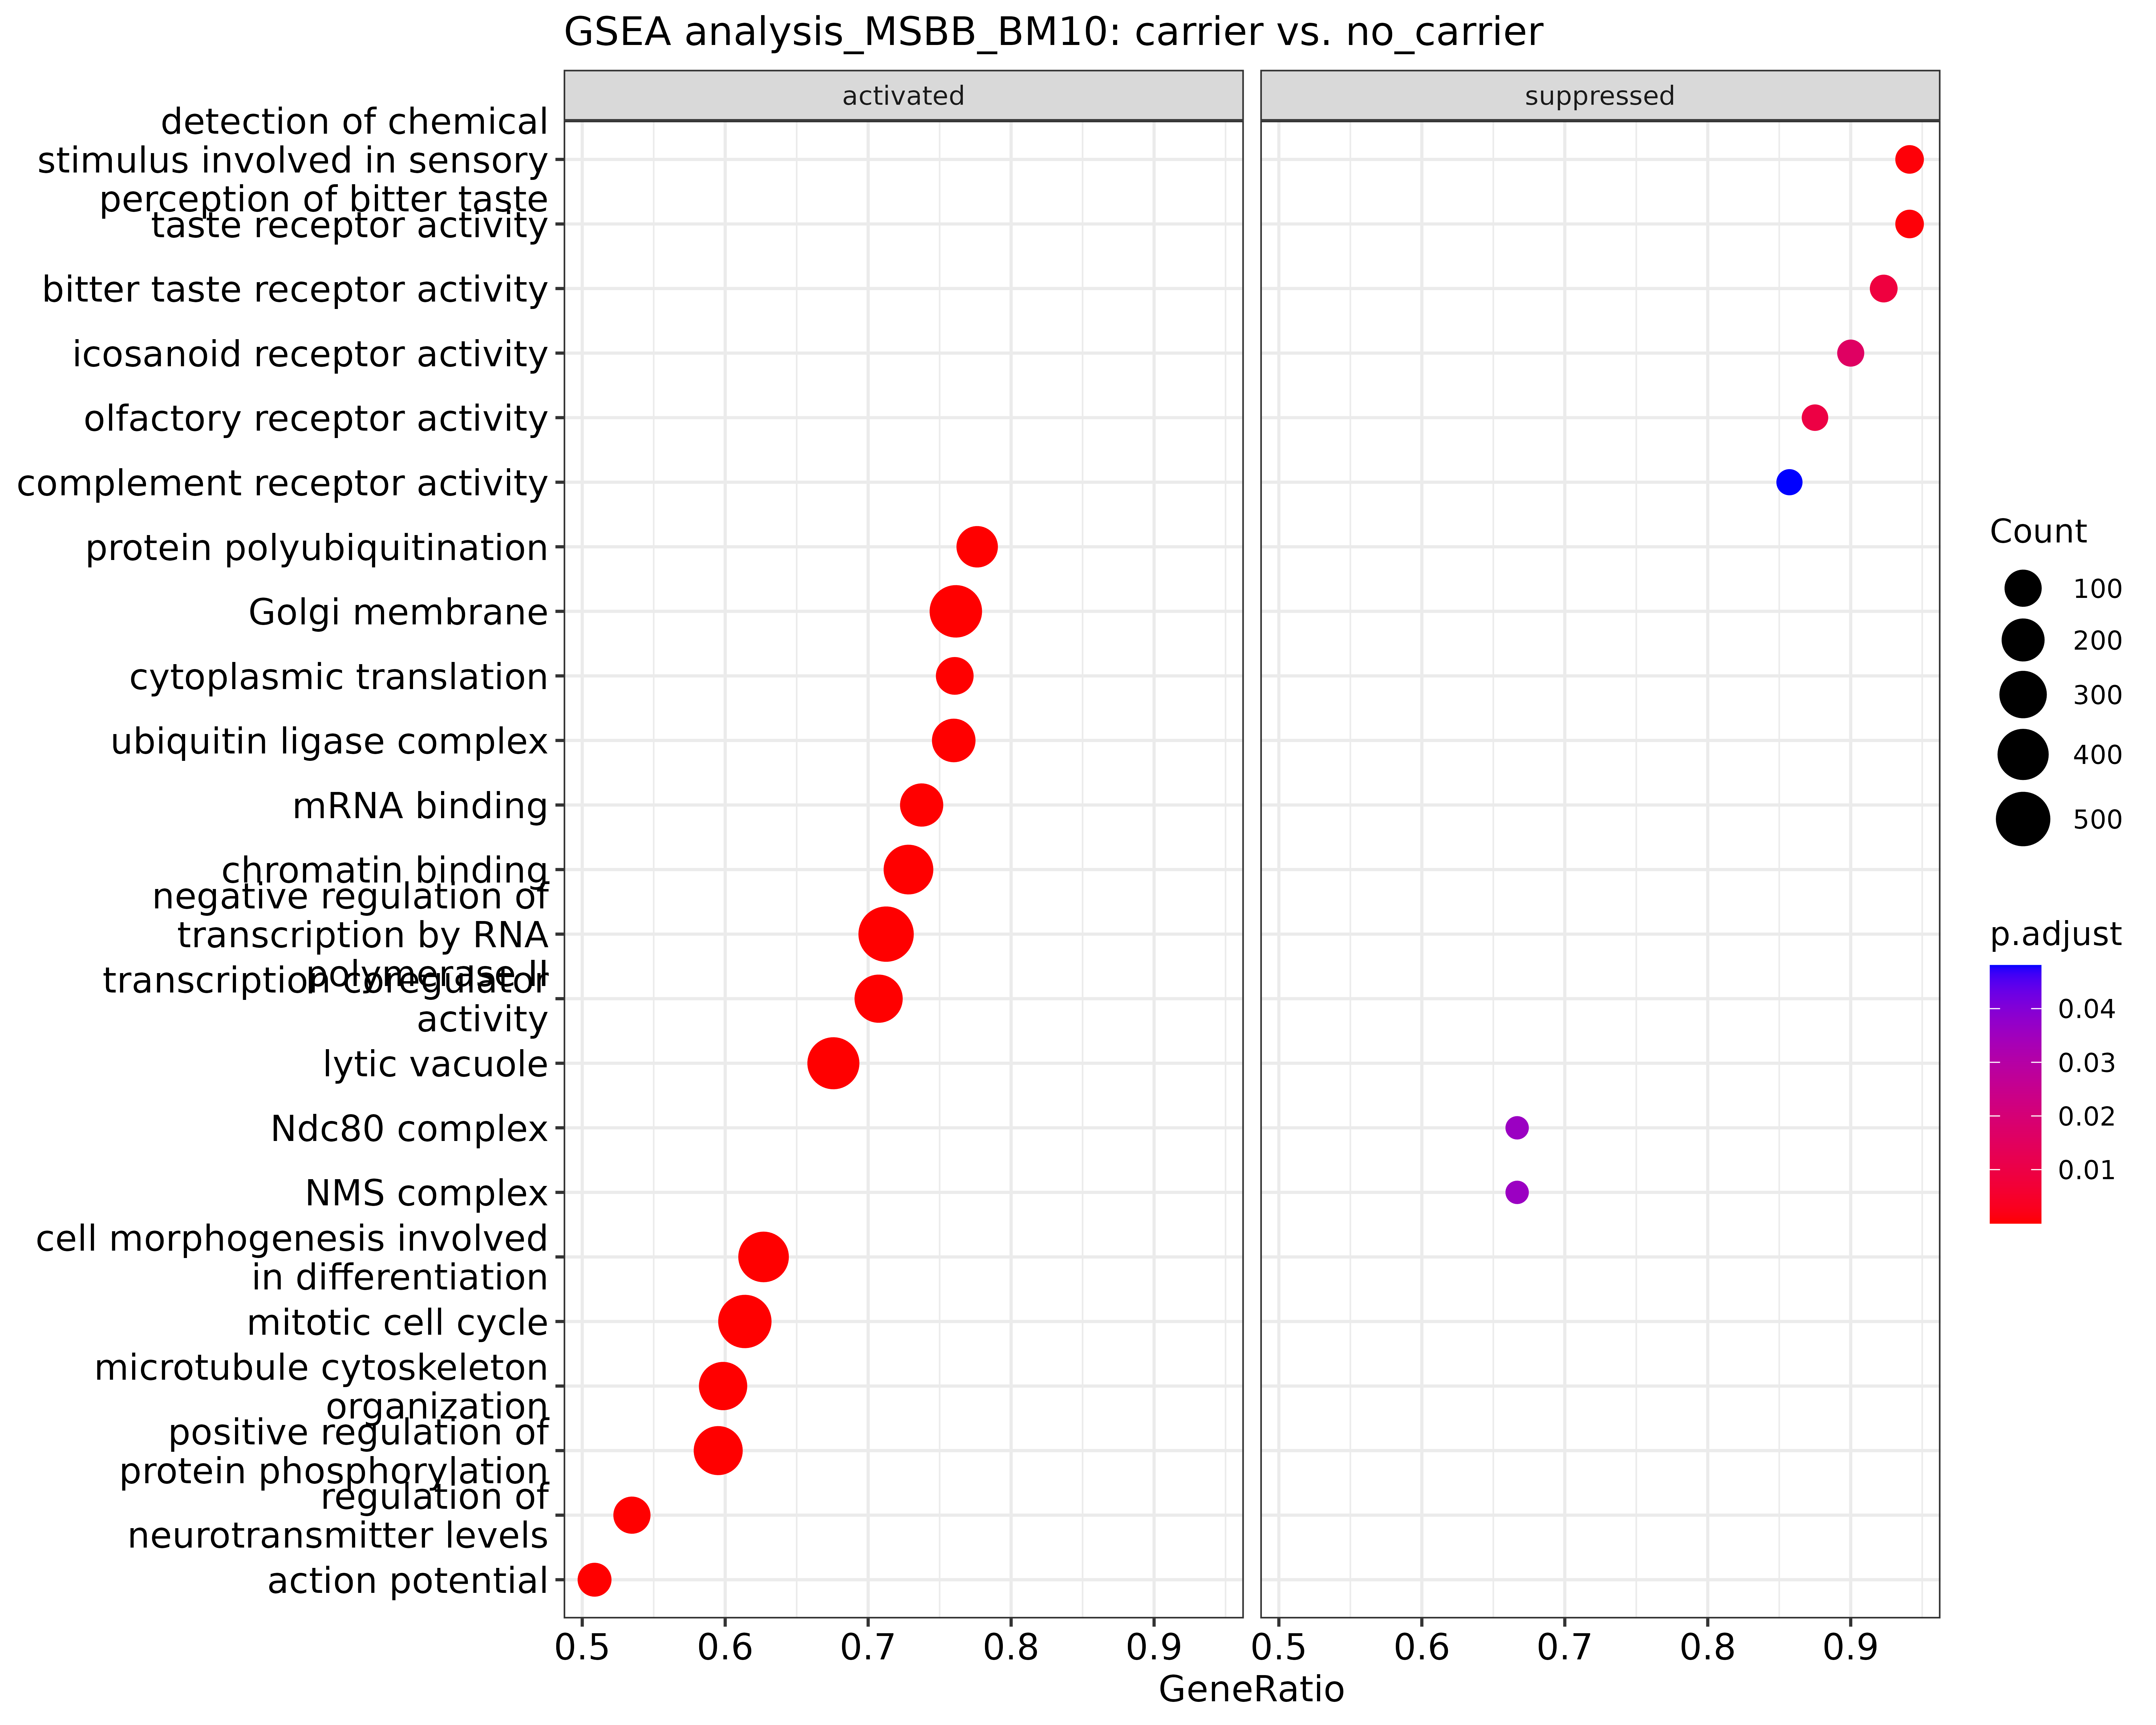 GSEA analysis_MSBB_BM10: carrier vs. no_carrier
activated
suppressed
detection of chemical
stimulus involved in sensory
perception of bitter taste
taste receptor activity
bitter taste receptor activity
icosanoid receptor activity
olfactory receptor activity
complement receptor activity
protein polyubiquitination
Golgi membrane
cytoplasmic translation
ubiquitin ligase complex
mRNA binding
chromatin binding
negative regulation of
transcription by RNA
polymerase II
transcription coregulator
activity
lytic vacuole
Ndc80 complex
NMS complex
cell morphogenesis involved
in differentiation
mitotic cell cycle
microtubule cytoskeleton
organization
positive regulation of
protein phosphorylation
regulation of
neurotransmitter levels
action potential
0.5 0.6 0.7 0.8 0.9
0.5 0.6 0.7 0.8 0.9
GeneRatio
Count
100
200
300
400
500
p.adjust
0.04
0.03
0.02
0.01